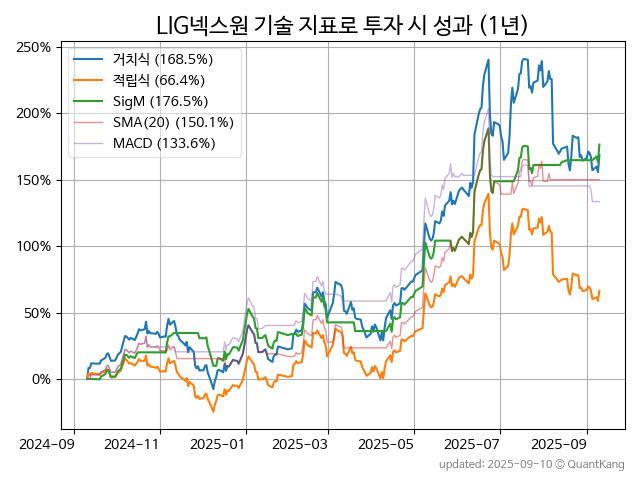 LIG넥스원 기술 지표로 투자 시 성과 (1년)
250%
200%
150%
100%
50%
0%
거치식 (168.5%)
적립식 (66.4%)
SigM (176.5%)
SMA(20) (150.1%)
MACD (133.6%)
2024-09
2024-11
2025-01
2025-03
2025-05
2025-07
2025-09
updated: 2025-09-10 © QuantKang